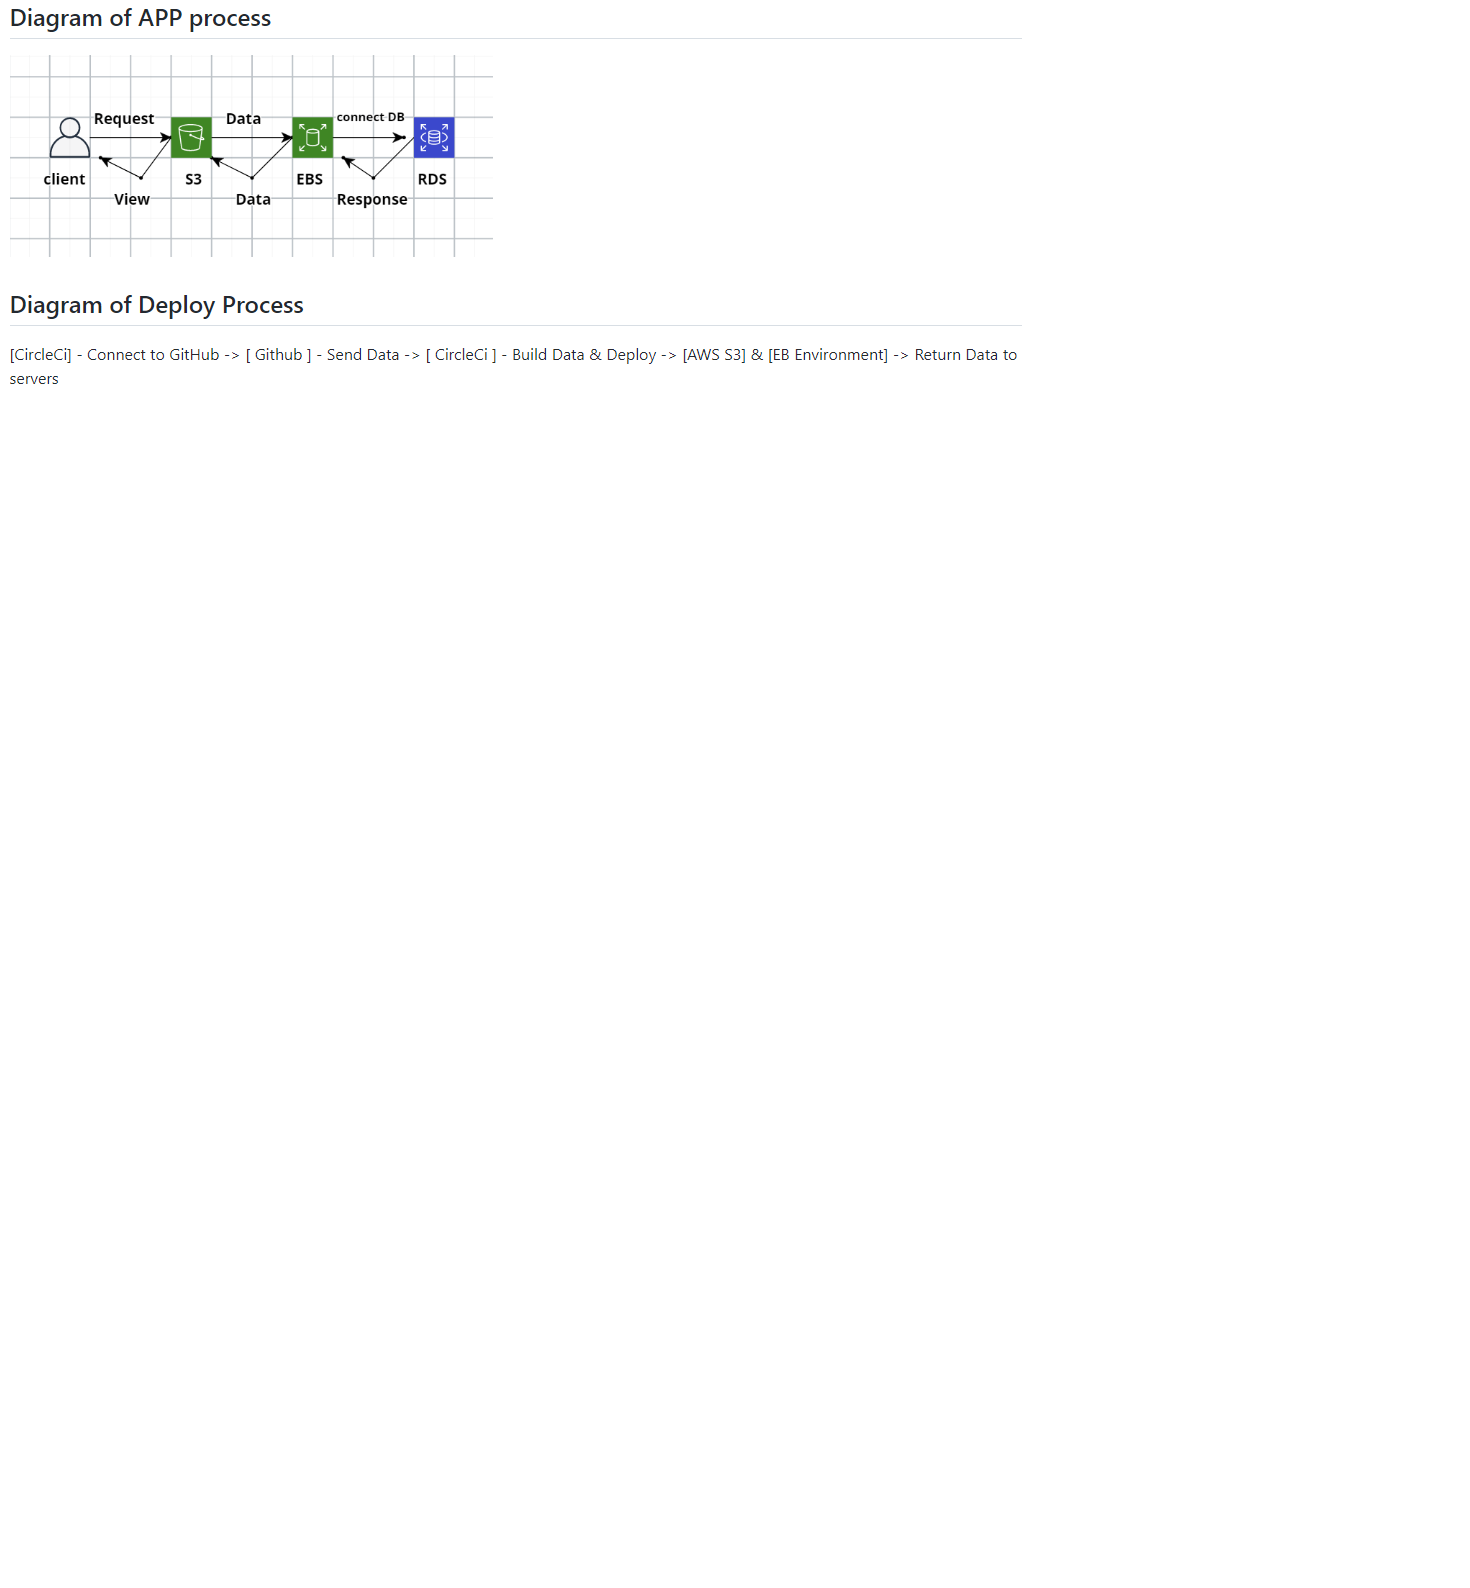 Diagram of APP process
Request
Data
connect DB
client
S3
EBS
RDS
View
Data
Response
Diagram of Deploy Process
[CircleCi] - Connect to GitHub -> [ Github ] - Send Data -> [ CircleCi ] - Build Data & Deploy -> [AWS S3] & [EB Environment] -> Return Data to
servers